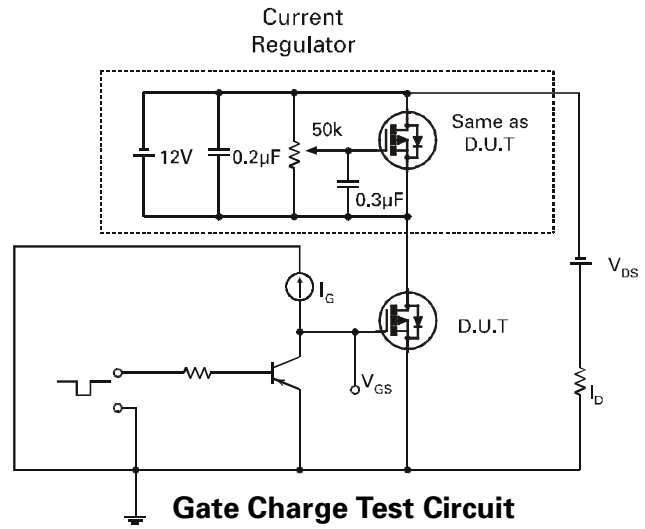 Current
Regulator
12V
0.2µF
50k
0.3µF
Same as
D.U.T
I_G
V_GS
D.U.T
V_DS
I_D
Gate Charge Test Circuit